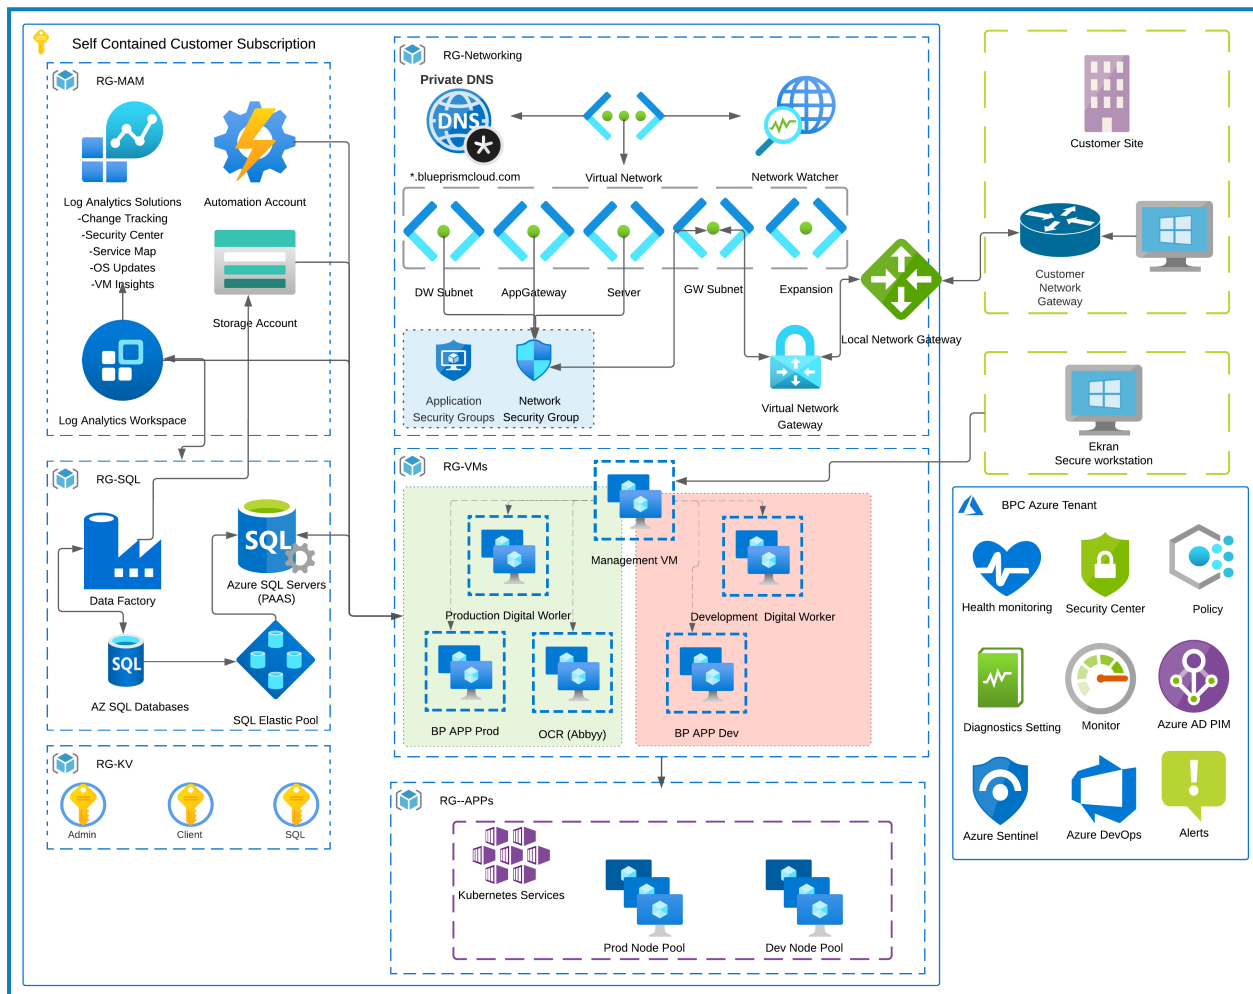 Self Contained Customer Subscription
RG-MAM
Log Analytics Solutions
-Change Tracking
-Security Center
-Service Map
-OS Updates
-VM Insights
Automation Account
Storage Account
Log Analytics Workspace
RG-Networking
Private DNS
DNS
*
*.blueprismcloud.com
Virtual Network
Network Watcher
DW Subnet
AppGateway
Server
GW Subnet
Expansion
Local Network Gateway
Application
Security Groups
Network
Security Group
Virtual Network
Gateway
Customer Site
Customer
Network
Gateway
Ekran
Secure workstation
RG-SQL
Data Factory
SQL
Azure SQL Servers
(PAAS)
SQL
AZ SQL Databases
SQL Elastic Pool
RG-KV
Admin
Client
SQL
RG-VMs
Management VM
Production Digital Worler
Development  Digital Worker
BP APP Prod
OCR (Abbyy)
BP APP Dev
RG--APPs
Kubernetes Services
Prod Node Pool
Dev Node Pool
BPC Azure Tenant
Health monitoring
Security Center
Policy
Diagnostics Setting
Monitor
Azure AD PIM
Azure Sentinel
Azure DevOps
Alerts